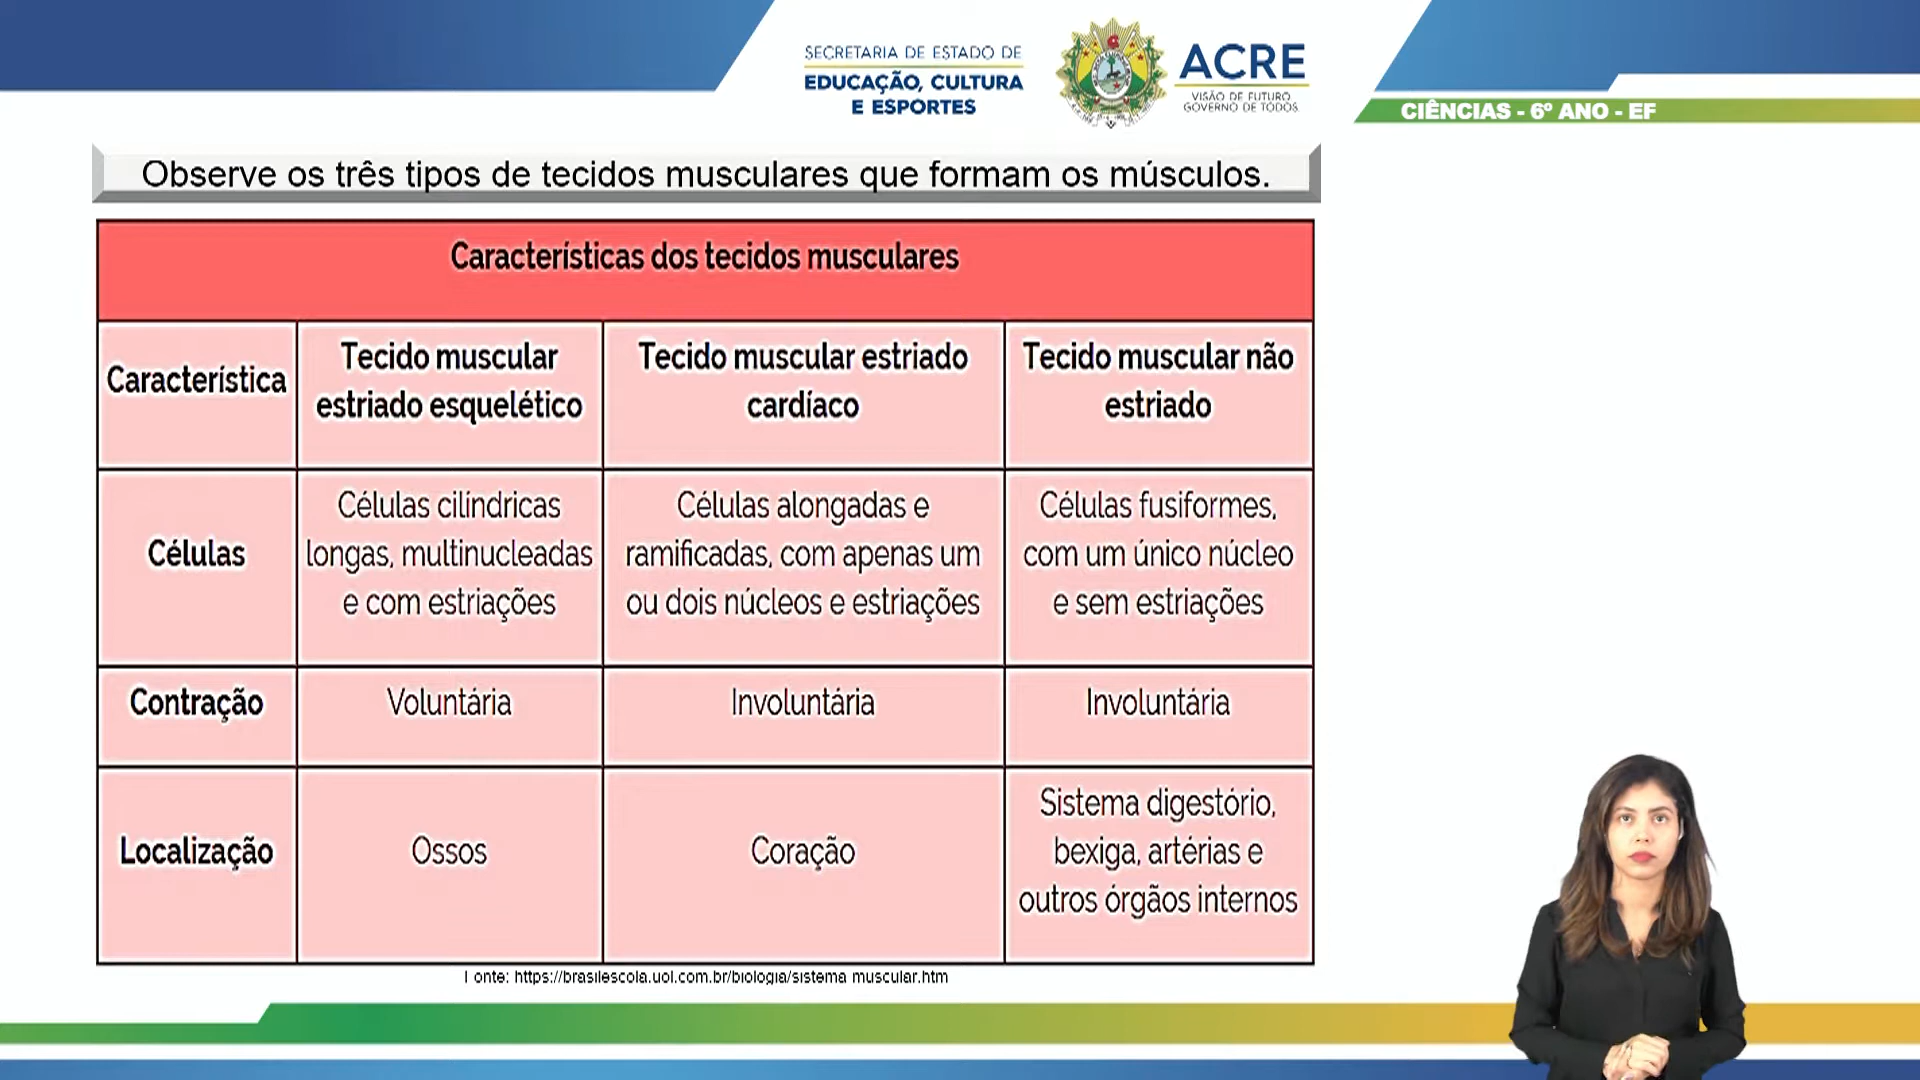 SECRETARIA DE ESTADO DE
EDUCAÇÃO, CULTURA
E ESPORTES
ACRE
VISÃO DE FUTURO
GOVERNO DE TODOS
CIÊNCIAS - 6º ANO - EF
Observe os três tipos de tecidos musculares que formam os músculos.
Características dos tecidos musculares
Característica
Tecido muscular
estriado esquelético
Tecido muscular estriado
cardíaco
Tecido muscular não
estriado
Células
Células cilíndricas
longas, multinucleadas
e com estriações
Células alongadas e
ramificadas, com apenas um
ou dois núcleos e estriações
Células fusiformes,
com um único núcleo
e sem estriações
Contração
Voluntária
Involuntária
Involuntária
Localização
Ossos
Coração
Sistema digestório,
bexiga, artérias e
outros órgãos internos
Fonte: https://brasilescola.uol.com.br/biologia/sistema muscular.htm